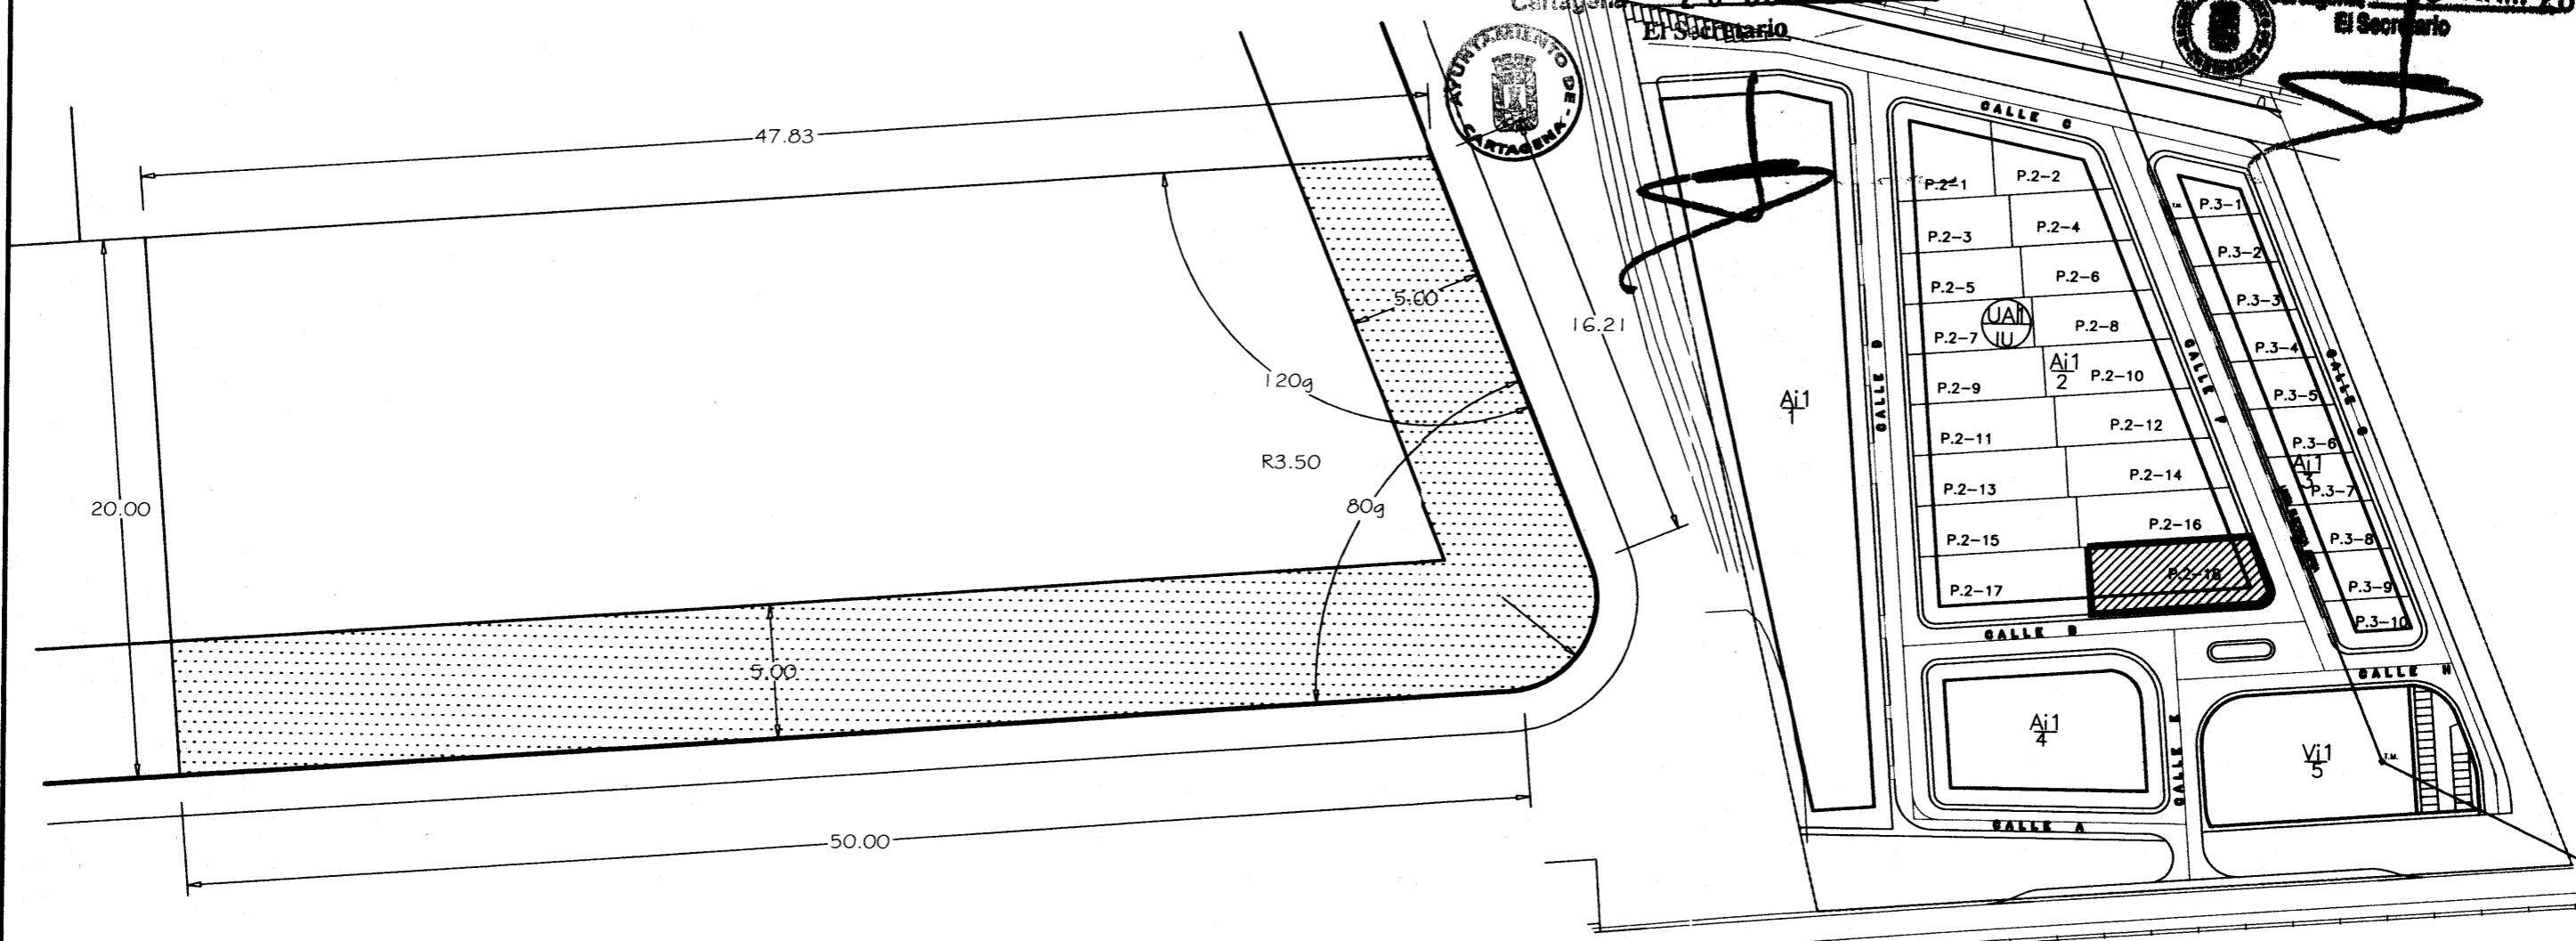 Cartagena
El Secretario
AYUNTAMIENTO DE
CARTAGENA
El Secretario
47.83
20.00
5.00
16.21
120g
R3.50
80g
5.00
50.00
CALLE C
P.2-1
P.2-2
P.2-3
P.2-4
P.2-5
P.2-6
UA1
IU
P.2-7
P.2-8
Ai1
2
P.2-9
P.2-10
P.2-11
P.2-12
P.2-13
P.2-14
P.2-15
P.2-16
P.2-17
P.2-18
Ai1
1
CALLE D
CALLE F
CALLE G
T.M.
P.3-1
P.3-2
P.3-3
P.3-4
P.3-5
P.3-6
Ai1
3
P.3-7
P.3-8
P.3-9
P.3-10
CALLE B
CALLE H
Ai1
4
CALLE E
Vi1
5
T.M.
CALLE A